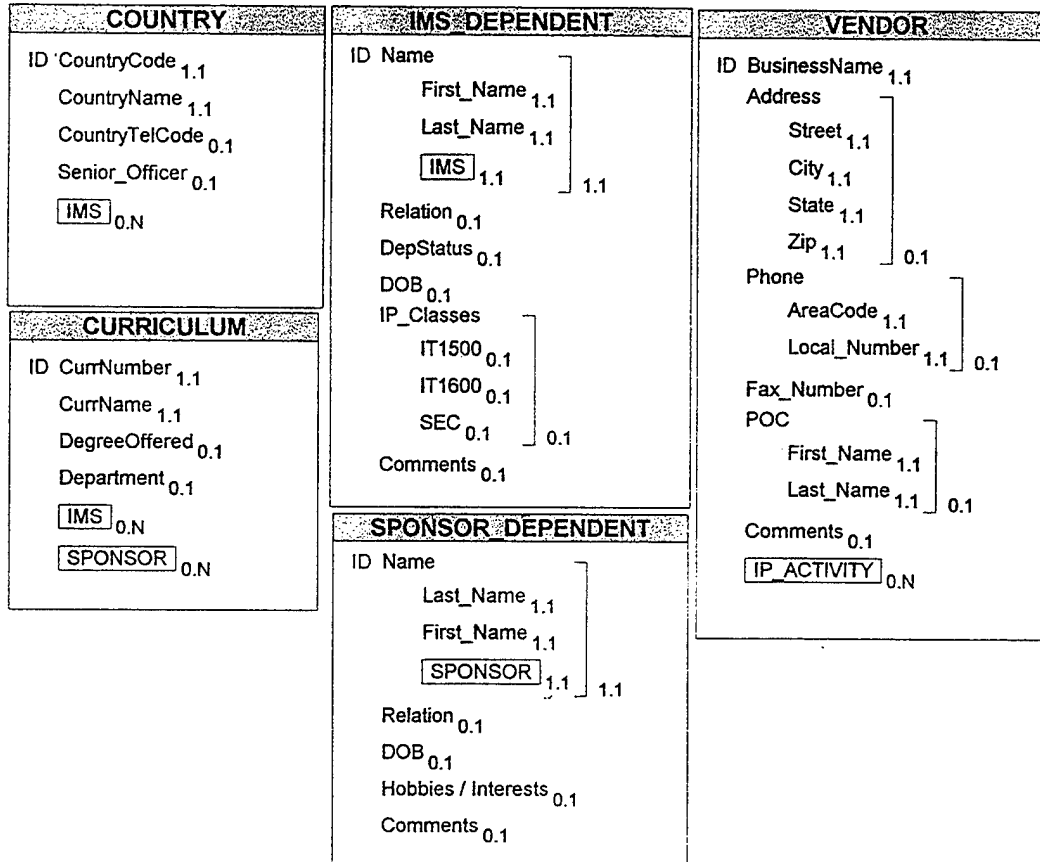 COUNTRY
ID CountryCode 1.1
CountryName 1.1
CountryTelCode 0.1
Senior_Officer 0.1
IMS 0.N
CURRICULUM
ID CurrNumber 1.1
CurrName 1.1
DegreeOffered 0.1
Department 0.1
IMS 0.N
SPONSOR 0.N
IMS_DEPENDENT
ID Name
First_Name 1.1
Last_Name 1.1
IMS 1.1 1.1
Relation 0.1
DepStatus 0.1
DOB 0.1
IP_Classes
IT1500 0.1
IT1600 0.1
SEC 0.1 0.1
Comments 0.1
SPONSOR_DEPENDENT
ID Name
Last_Name 1.1
First_Name 1.1
SPONSOR 1.1 1.1
Relation 0.1
DOB 0.1
Hobbies / Interests 0.1
Comments 0.1
VENDOR
ID BusinessName 1.1
Address
Street 1.1
City 1.1
State 1.1
Zip 1.1 0.1
Phone
AreaCode 1.1
Local_Number 1.1 0.1
Fax_Number 0.1
POC
First_Name 1.1
Last_Name 1.1 0.1
Comments 0.1
IP_ACTIVITY 0.N